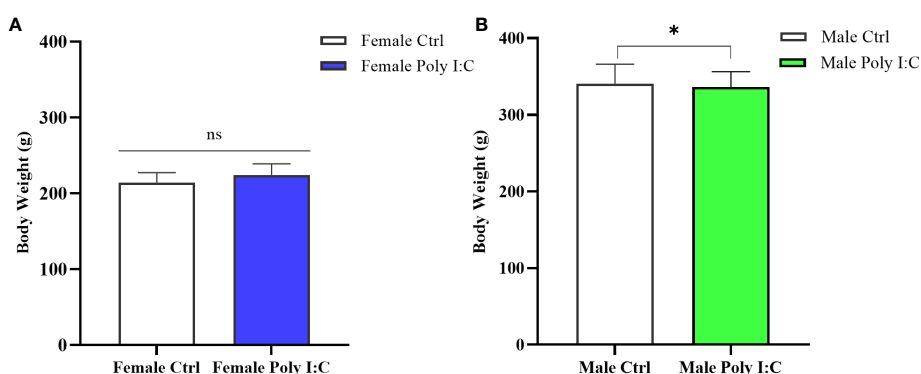 A
Female Ctrl
Female Poly I:C
Body Weight (g)
400
300
200
100
0
ns
Female Ctrl Female Poly I:C
B
Male Ctrl
Male Poly I:C
Body Weight (g)
500
400
300
200
100
0
*
Male Ctrl Male Poly I:C